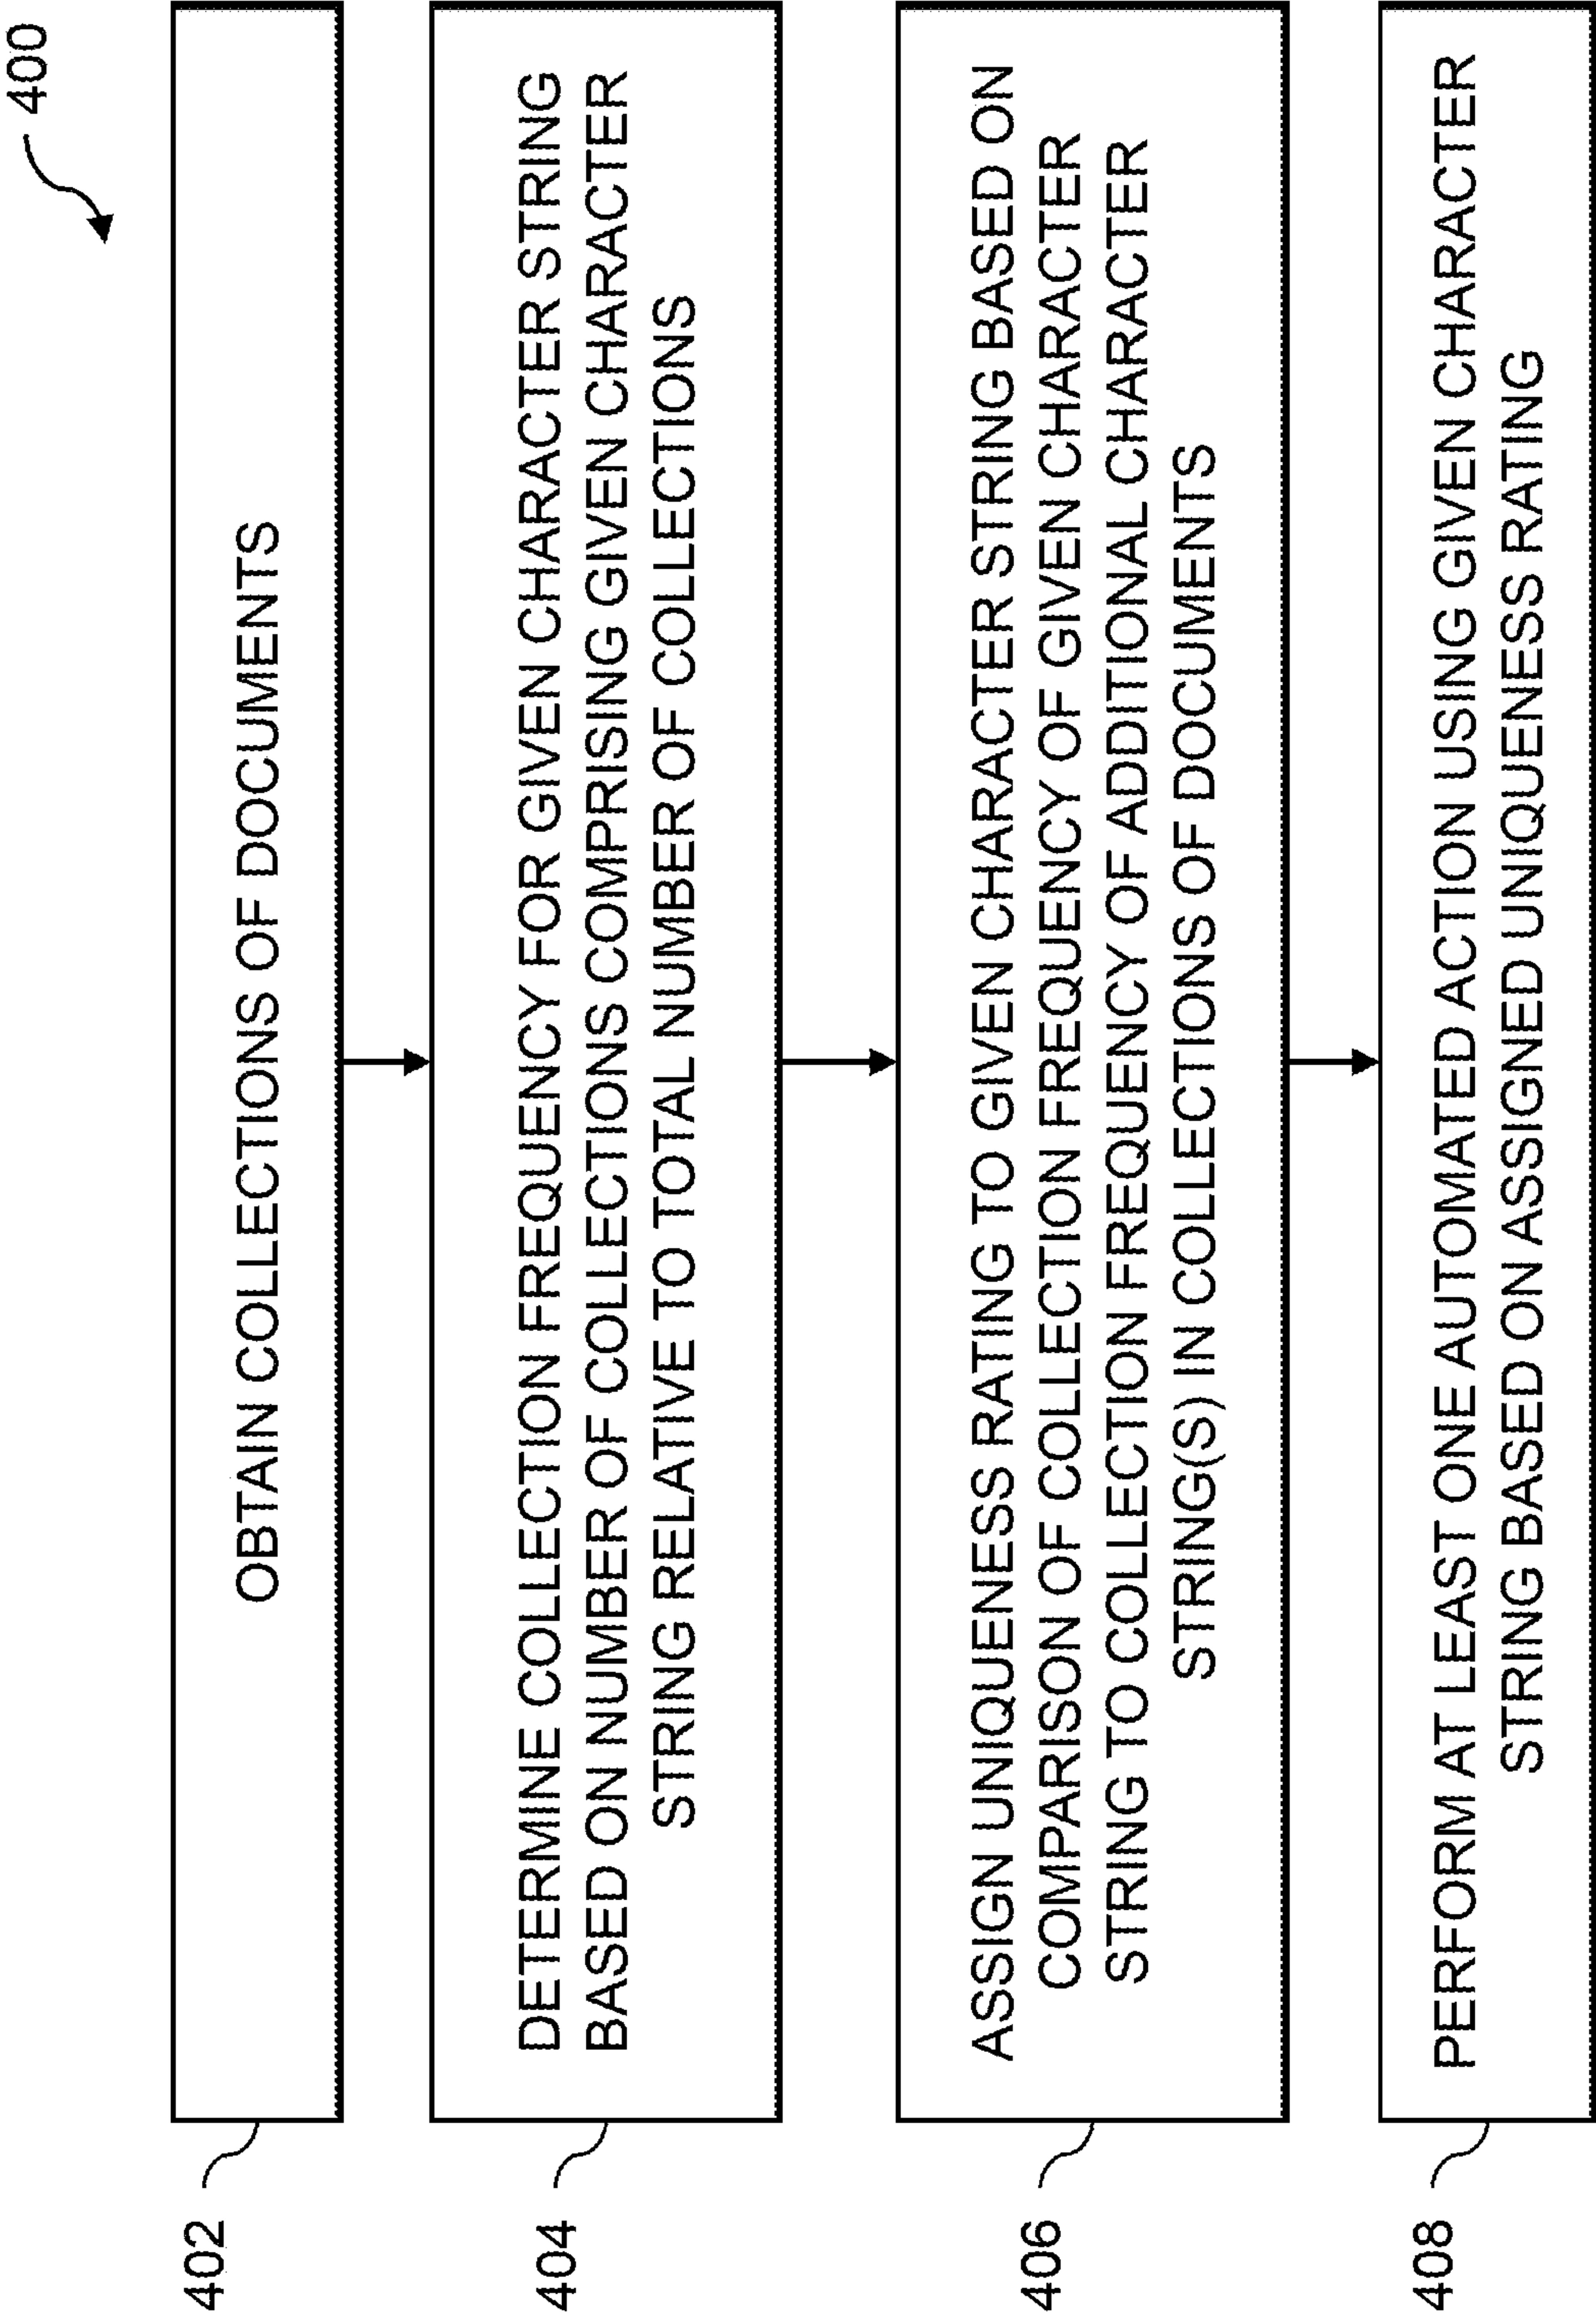 400
402
OBTAIN COLLECTIONS OF DOCUMENTS
404
DETERMINE COLLECTION FREQUENCY FOR GIVEN CHARACTER STRING
BASED ON NUMBER OF COLLECTIONS COMPRISING GIVEN CHARACTER
STRING RELATIVE TO TOTAL NUMBER OF COLLECTIONS
406
ASSIGN UNIQUENESS RATING TO GIVEN CHARACTER STRING BASED ON
COMPARISON OF COLLECTION FREQUENCY OF GIVEN CHARACTER
STRING TO COLLECTION FREQUENCY OF ADDITIONAL CHARACTER
STRING(S) IN COLLECTIONS OF DOCUMENTS
408
PERFORM AT LEAST ONE AUTOMATED ACTION USING GIVEN CHARACTER
STRING BASED ON ASSIGNED UNIQUENESS RATING